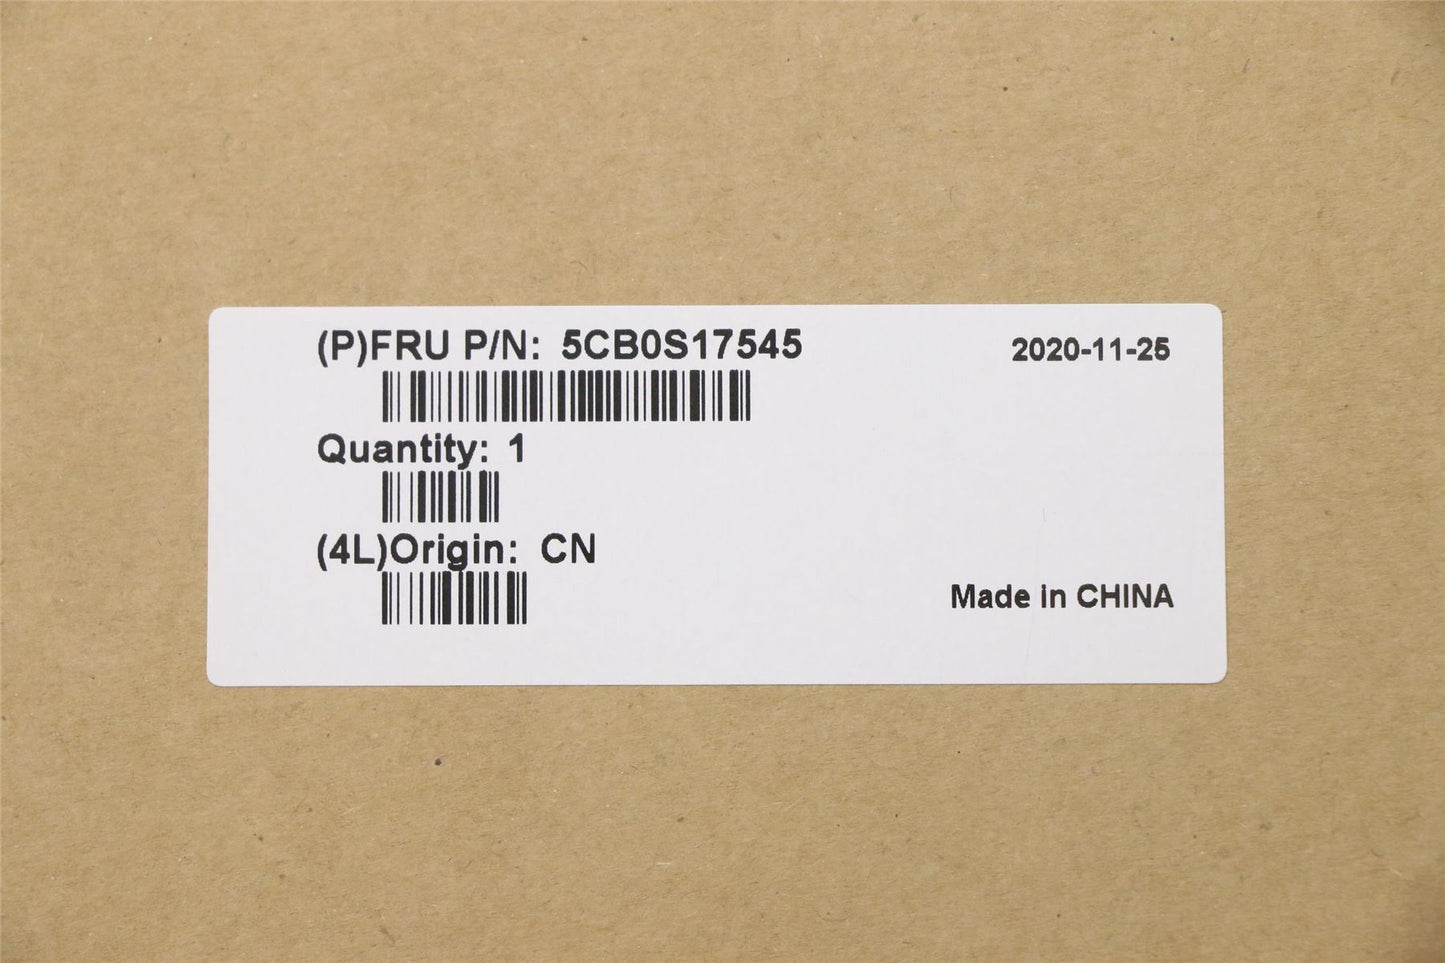 (P)FRU P/N: 5CB0S17545
2020-11-25
Quantity: 1
(4L)Origin: CN
Made in CHINA